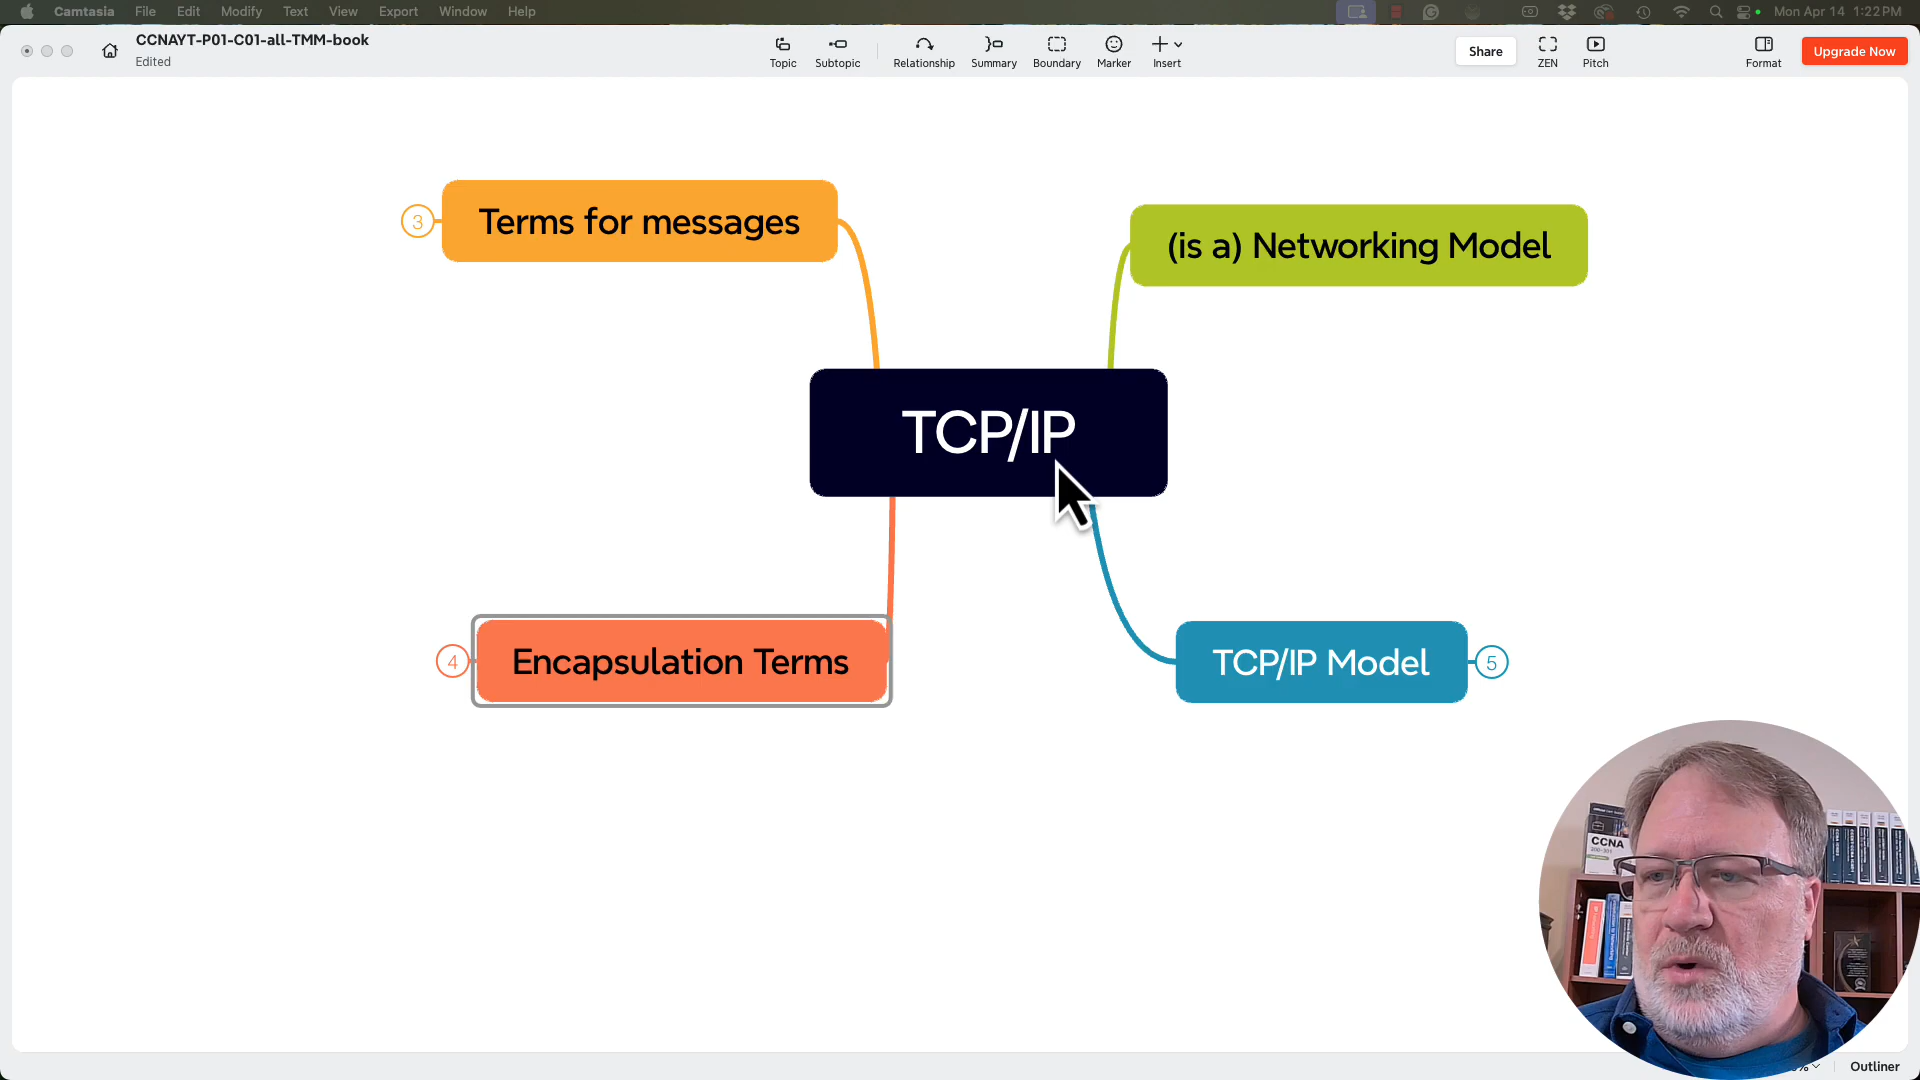 Camtasia File Edit Modify Text View Export Window Help
Mon Apr 14 1:22 PM
CCNAYT-P01-C01-all-TMM-book
Edited
Topic Subtopic Relationship Summary Boundary Marker Insert
Share ZEN Pitch Format Upgrade Now
3 Terms for messages
(is a) Networking Model
TCP/IP
4 Encapsulation Terms
TCP/IP Model 5
CCNA
Outliner